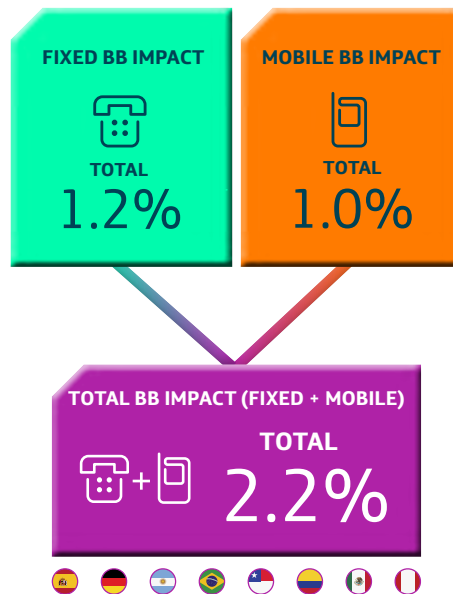 FIXED BB IMPACT
TOTAL
1.2%
MOBILE BB IMPACT
TOTAL
1.0%
TOTAL BB IMPACT (FIXED + MOBILE)
+
TOTAL
2.2%